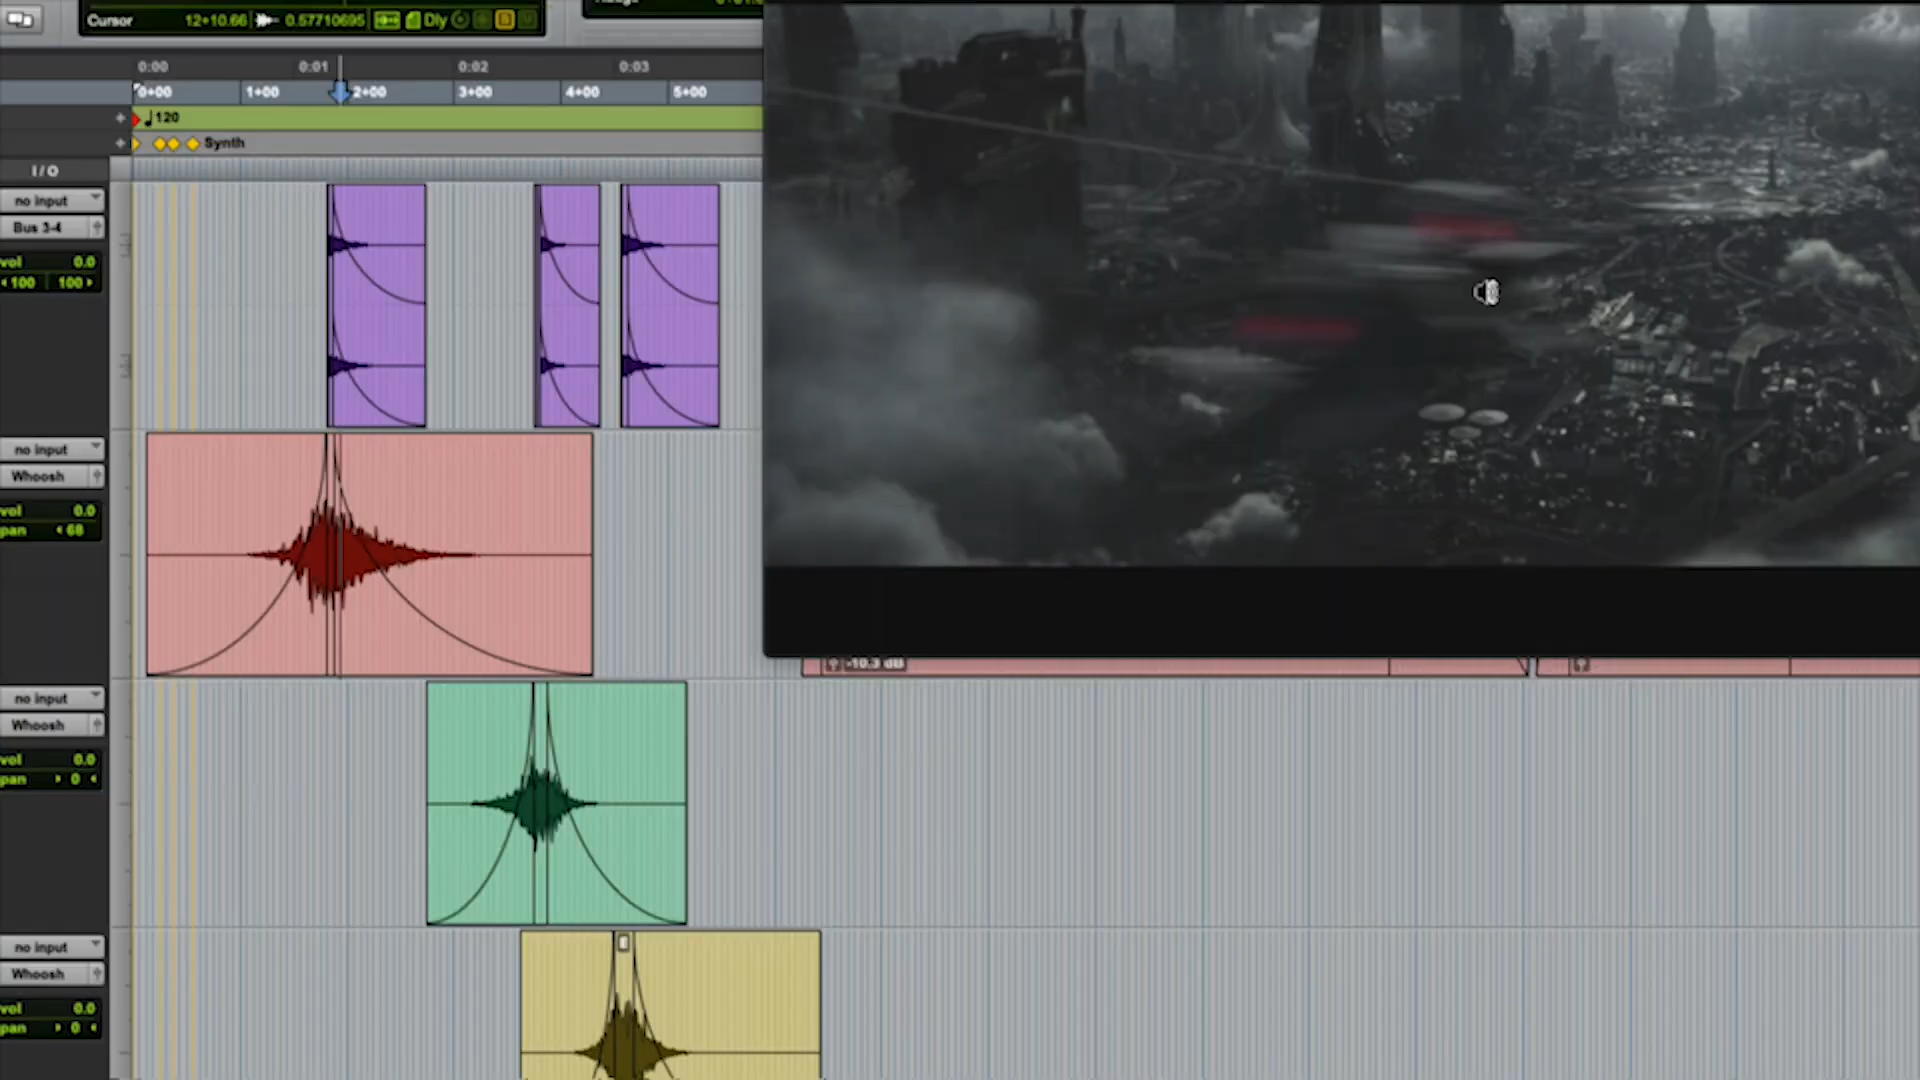 Cursor 12+10.66 0.57710695 Dly
0:00 0:01 0:02 0:03
0+00 1+00 2+00 3+00 4+00 5+00
120
Synth
I/O
no input
Bus 3-4
vol 0.0
100 100
no input
Whoosh
vol 0.0
pan 68
-10.3 dB
no input
Whoosh
vol 0.0
pan 0
no input
Whoosh
vol 0.0
pan 0